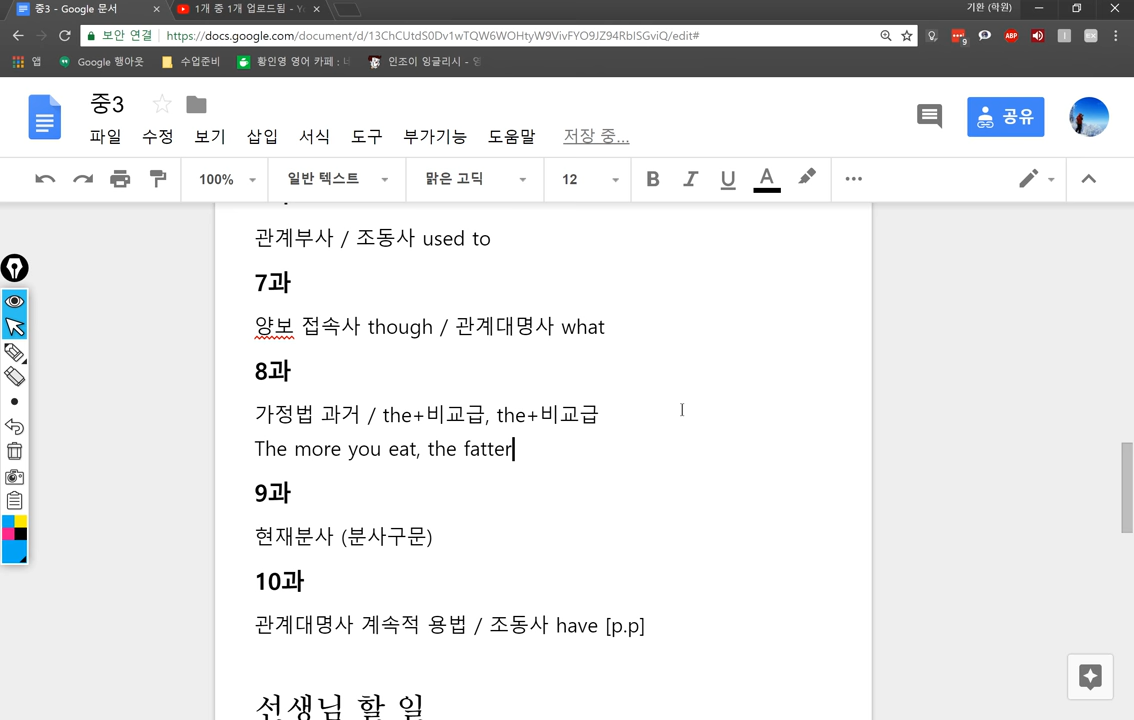 중3 - Google 문서
1개 중 1개 업로드됨 - Y
기환 (학원)
보안 연결
https://docs.google.com/document/d/13ChCUtdS0Dv1wTQW6WOHtyW9VivFYO9JZ94RbISGviQ/edit#
9
ABP
앱
Google 행아웃
수업준비
황인영 영어 카페 : 네
인조이 잉글리시 -
중3
파일 수정 보기 삽입 서식 도구 부가기능 도움말 저장 중...
공유
100% 일반 텍스트 맑은 고딕 12 B I U A
관계부사 / 조동사 used to
7과
양보 접속사 though / 관계대명사 what
8과
가정법 과거 / the+비교급, the+비교급
The more you eat, the fatter
9과
현재분사 (분사구문)
10과
관계대명사 계속적 용법 / 조동사 have [p.p]
선생님 할 일